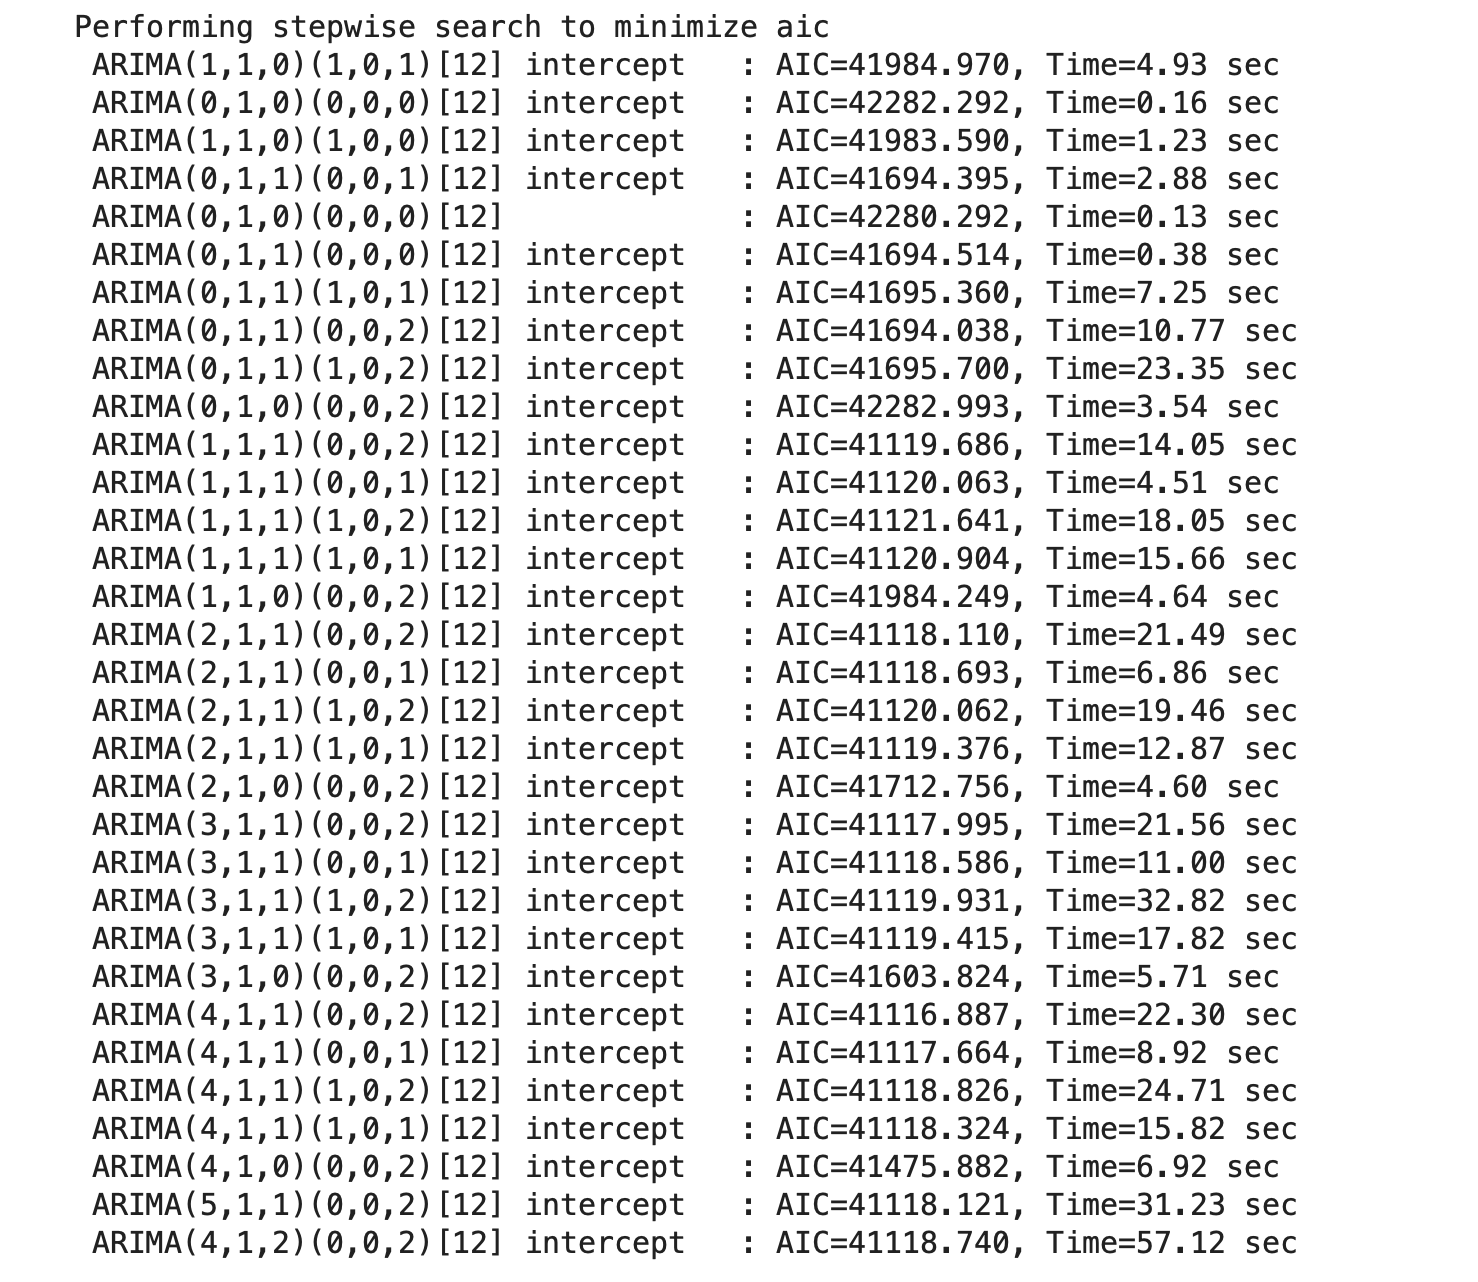 Performing stepwise search to minimize aic
 ARIMA(1,1,0)(1,0,1)[12] intercept   : AIC=41984.970, Time=4.93 sec
 ARIMA(0,1,0)(0,0,0)[12] intercept   : AIC=42282.292, Time=0.16 sec
 ARIMA(1,1,0)(1,0,0)[12] intercept   : AIC=41983.590, Time=1.23 sec
 ARIMA(0,1,1)(0,0,1)[12] intercept   : AIC=41694.395, Time=2.88 sec
 ARIMA(0,1,0)(0,0,0)[12]             : AIC=42280.292, Time=0.13 sec
 ARIMA(0,1,1)(0,0,0)[12] intercept   : AIC=41694.514, Time=0.38 sec
 ARIMA(0,1,1)(1,0,1)[12] intercept   : AIC=41695.360, Time=7.25 sec
 ARIMA(0,1,1)(0,0,2)[12] intercept   : AIC=41694.038, Time=10.77 sec
 ARIMA(0,1,1)(1,0,2)[12] intercept   : AIC=41695.700, Time=23.35 sec
 ARIMA(0,1,0)(0,0,2)[12] intercept   : AIC=42282.993, Time=3.54 sec
 ARIMA(1,1,1)(0,0,2)[12] intercept   : AIC=41119.686, Time=14.05 sec
 ARIMA(1,1,1)(0,0,1)[12] intercept   : AIC=41120.063, Time=4.51 sec
 ARIMA(1,1,1)(1,0,2)[12] intercept   : AIC=41121.641, Time=18.05 sec
 ARIMA(1,1,1)(1,0,1)[12] intercept   : AIC=41120.904, Time=15.66 sec
 ARIMA(1,1,0)(0,0,2)[12] intercept   : AIC=41984.249, Time=4.64 sec
 ARIMA(2,1,1)(0,0,2)[12] intercept   : AIC=41118.110, Time=21.49 sec
 ARIMA(2,1,1)(0,0,1)[12] intercept   : AIC=41118.693, Time=6.86 sec
 ARIMA(2,1,1)(1,0,2)[12] intercept   : AIC=41120.062, Time=19.46 sec
 ARIMA(2,1,1)(1,0,1)[12] intercept   : AIC=41119.376, Time=12.87 sec
 ARIMA(2,1,0)(0,0,2)[12] intercept   : AIC=41712.756, Time=4.60 sec
 ARIMA(3,1,1)(0,0,2)[12] intercept   : AIC=41117.995, Time=21.56 sec
 ARIMA(3,1,1)(0,0,1)[12] intercept   : AIC=41118.586, Time=11.00 sec
 ARIMA(3,1,1)(1,0,2)[12] intercept   : AIC=41119.931, Time=32.82 sec
 ARIMA(3,1,1)(1,0,1)[12] intercept   : AIC=41119.415, Time=17.82 sec
 ARIMA(3,1,0)(0,0,2)[12] intercept   : AIC=41603.824, Time=5.71 sec
 ARIMA(4,1,1)(0,0,2)[12] intercept   : AIC=41116.887, Time=22.30 sec
 ARIMA(4,1,1)(0,0,1)[12] intercept   : AIC=41117.664, Time=8.92 sec
 ARIMA(4,1,1)(1,0,2)[12] intercept   : AIC=41118.826, Time=24.71 sec
 ARIMA(4,1,1)(1,0,1)[12] intercept   : AIC=41118.324, Time=15.82 sec
 ARIMA(4,1,0)(0,0,2)[12] intercept   : AIC=41475.882, Time=6.92 sec
 ARIMA(5,1,1)(0,0,2)[12] intercept   : AIC=41118.121, Time=31.23 sec
 ARIMA(4,1,2)(0,0,2)[12] intercept   : AIC=41118.740, Time=57.12 sec